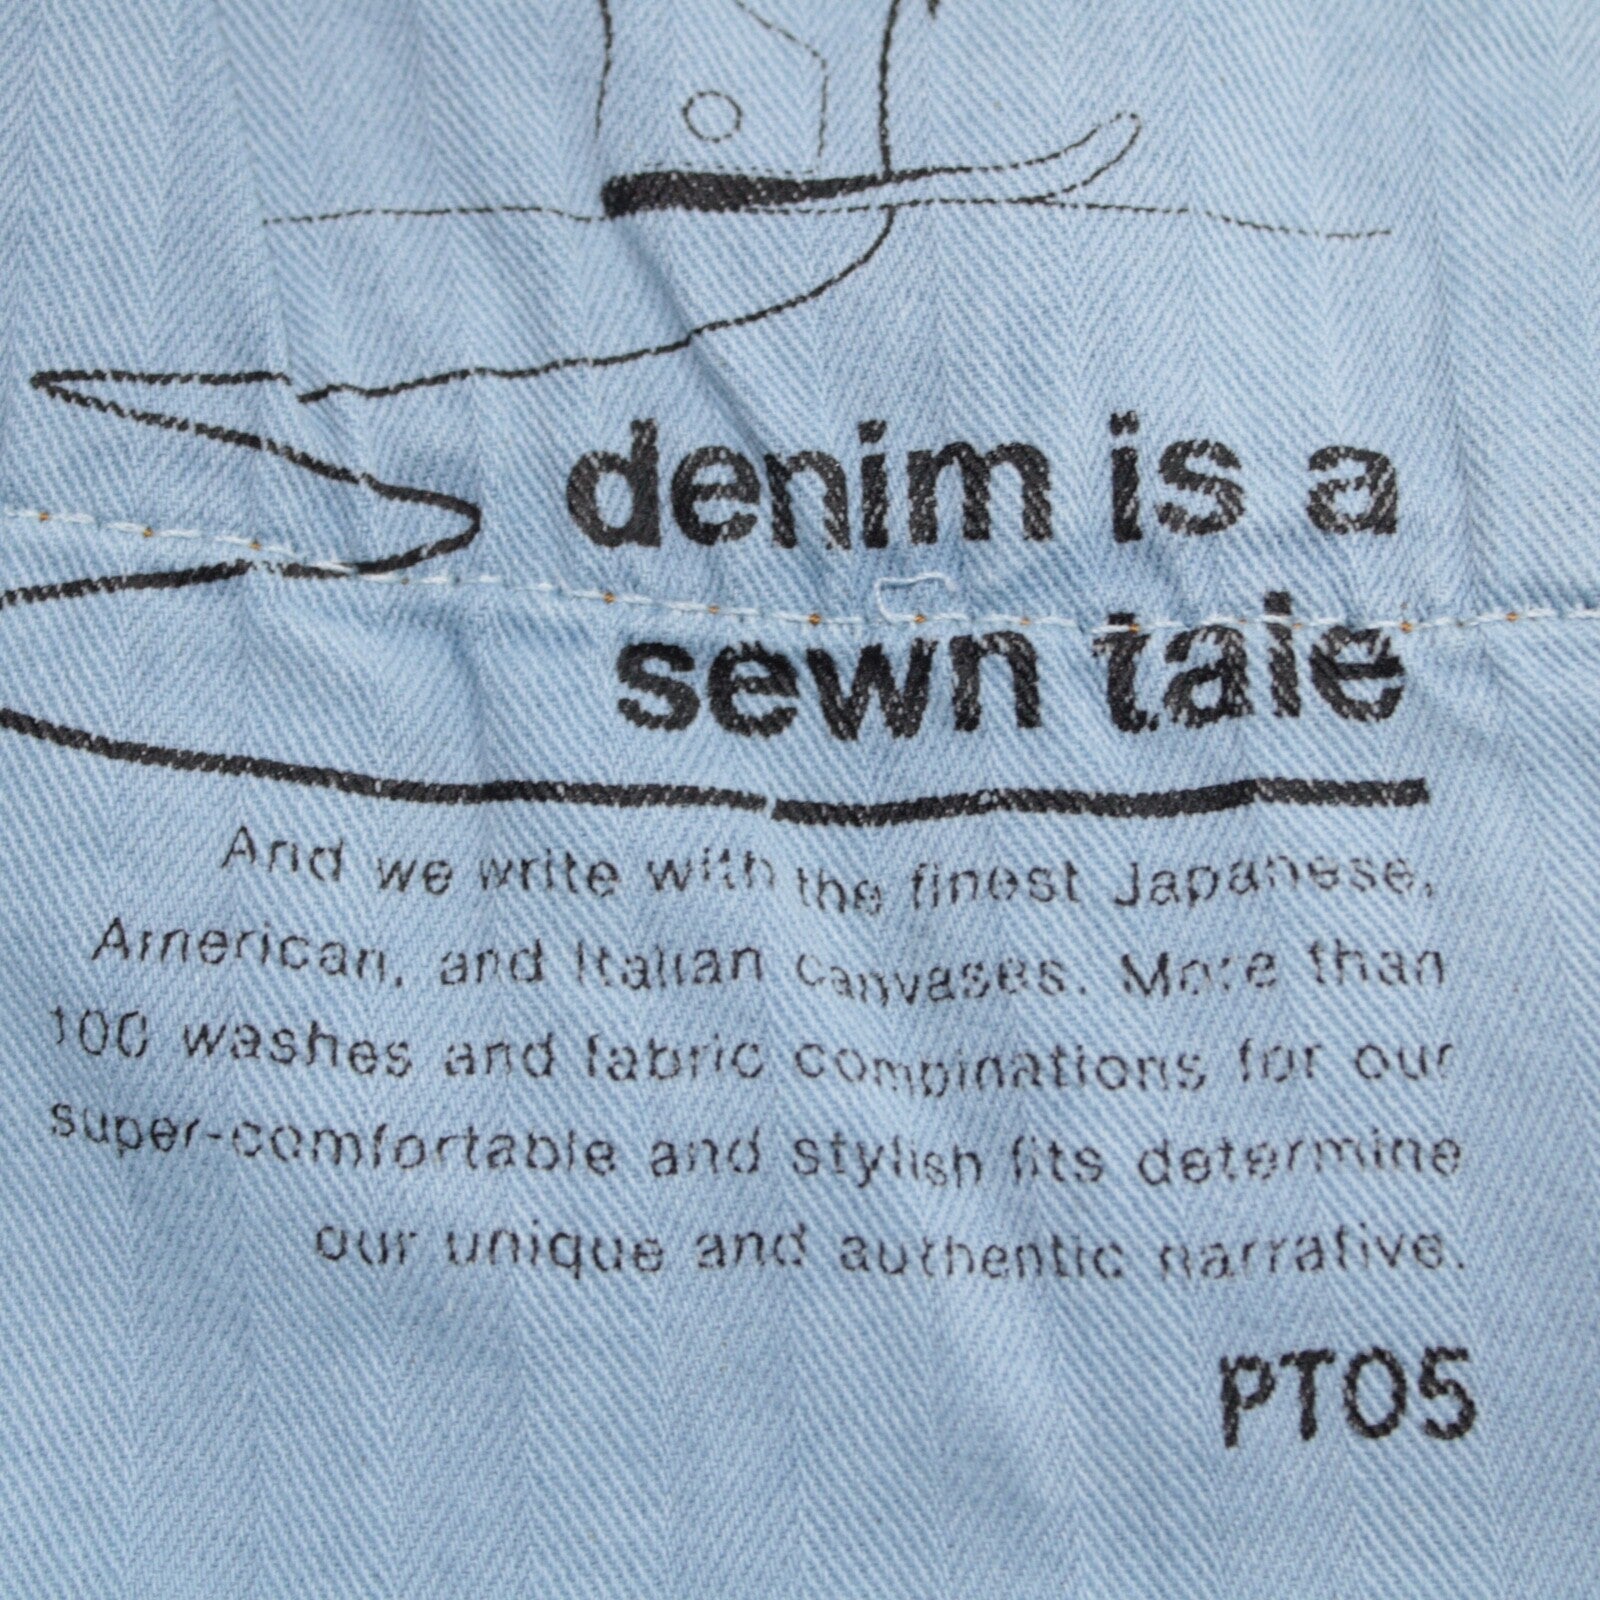 denim is a
sewn tale
And we write with the finest Japanese,
American, and Italian canvases. More than
100 washes and fabric combinations for our
super-comfortable and stylish fits determine
our unique and authentic narrative.
PT05